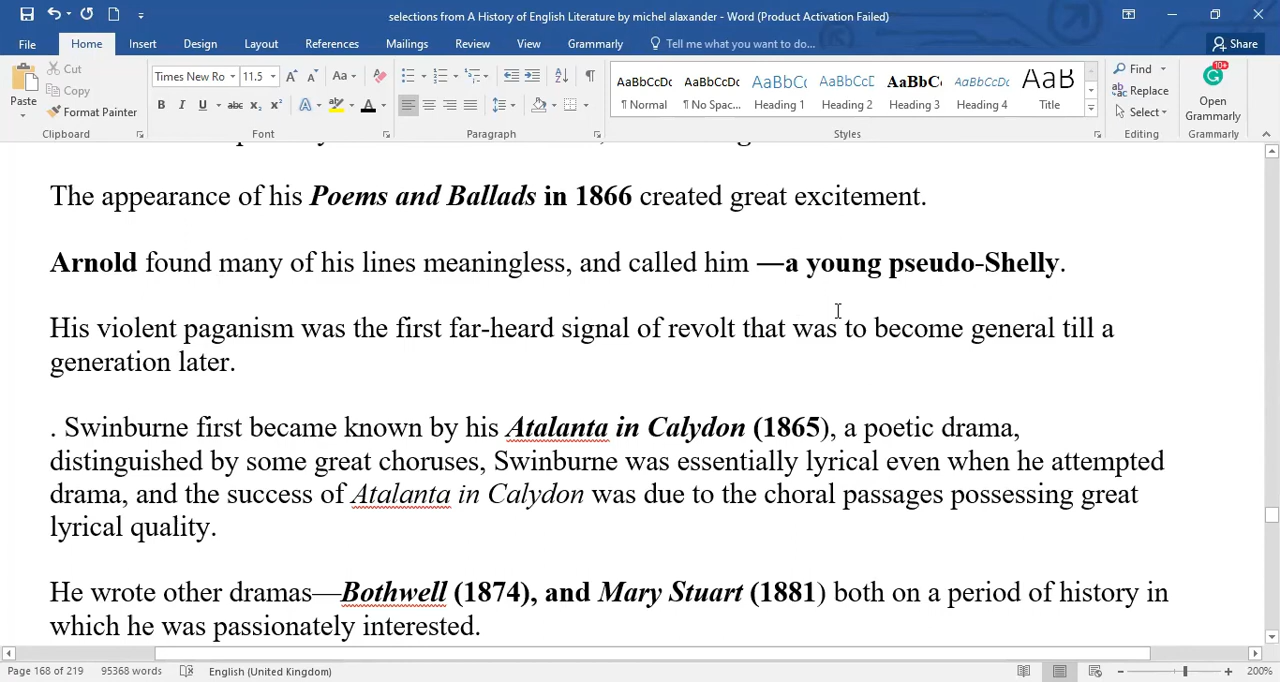 selections from A History of English Literature by michel alaxander - Word (Product Activation Failed)
File Home Insert Design Layout References Mailings Review View Grammarly Tell me what you want to do... Share
Cut
Copy
Format Painter
Paste
Clipboard
Times New Ro 11.5
Font
Paragraph
AaBbCcDc AaBbCcDc AaBbCc AaBbCcD AaBbC AaBbCcD AaB
¶ Normal ¶ No Spac... Heading 1 Heading 2 Heading 3 Heading 4 Title
Styles
Find
Replace
Select
Editing
10+
Open
Grammarly
Grammarly
The appearance of his Poems and Ballads in 1866 created great excitement.
Arnold found many of his lines meaningless, and called him —a young pseudo-Shelly.
His violent paganism was the first far-heard signal of revolt that was to become general till a
generation later.
. Swinburne first became known by his Atalanta in Calydon (1865), a poetic drama,
distinguished by some great choruses, Swinburne was essentially lyrical even when he attempted
drama, and the success of Atalanta in Calydon was due to the choral passages possessing great
lyrical quality.
He wrote other dramas—Bothwell (1874), and Mary Stuart (1881) both on a period of history in
which he was passionately interested.
Page 168 of 219 95368 words English (United Kingdom) 200%